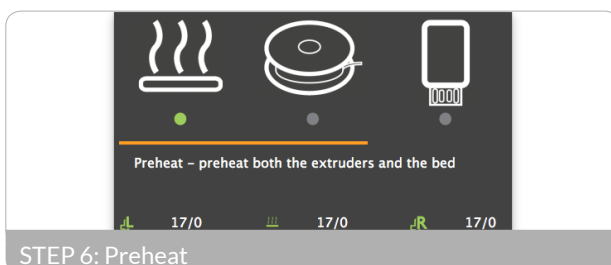 Preheat – preheat both the extruders and the bed
L 17/0 17/0 R 17/0
STEP 6: Preheat